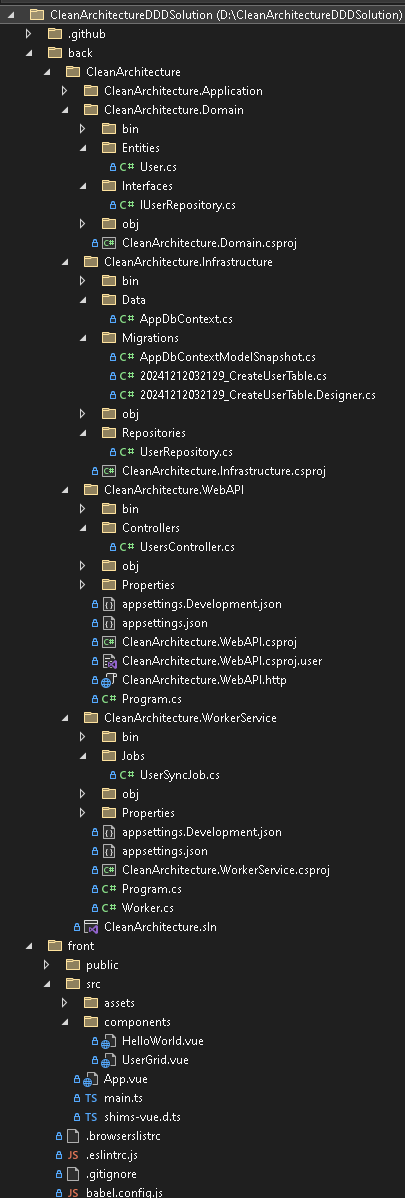 CleanArchitectureDDDSolution (D:\CleanArchitectureDDDSolution)
.github
back
CleanArchitecture
CleanArchitecture.Application
CleanArchitecture.Domain
bin
Entities
C# User.cs
Interfaces
C# IUserRepository.cs
obj
C# CleanArchitecture.Domain.csproj
CleanArchitecture.Infrastructure
bin
Data
C# AppDbContext.cs
Migrations
C# AppDbContextModelSnapshot.cs
C# 20241212032129_CreateUserTable.cs
C# 20241212032129_CreateUserTable.Designer.cs
obj
Repositories
C# UserRepository.cs
C# CleanArchitecture.Infrastructure.csproj
CleanArchitecture.WebAPI
bin
Controllers
C# UsersController.cs
obj
Properties
appsettings.Development.json
appsettings.json
C# CleanArchitecture.WebAPI.csproj
CleanArchitecture.WebAPI.csproj.user
CleanArchitecture.WebAPI.http
C# Program.cs
CleanArchitecture.WorkerService
bin
Jobs
C# UserSyncJob.cs
obj
Properties
appsettings.Development.json
appsettings.json
C# CleanArchitecture.WorkerService.csproj
C# Program.cs
C# Worker.cs
CleanArchitecture.sln
front
public
src
assets
components
HelloWorld.vue
UserGrid.vue
App.vue
TS main.ts
TS shims-vue.d.ts
.browserslistrc
JS .eslintrc.js
.gitignore
JS babel.config.js